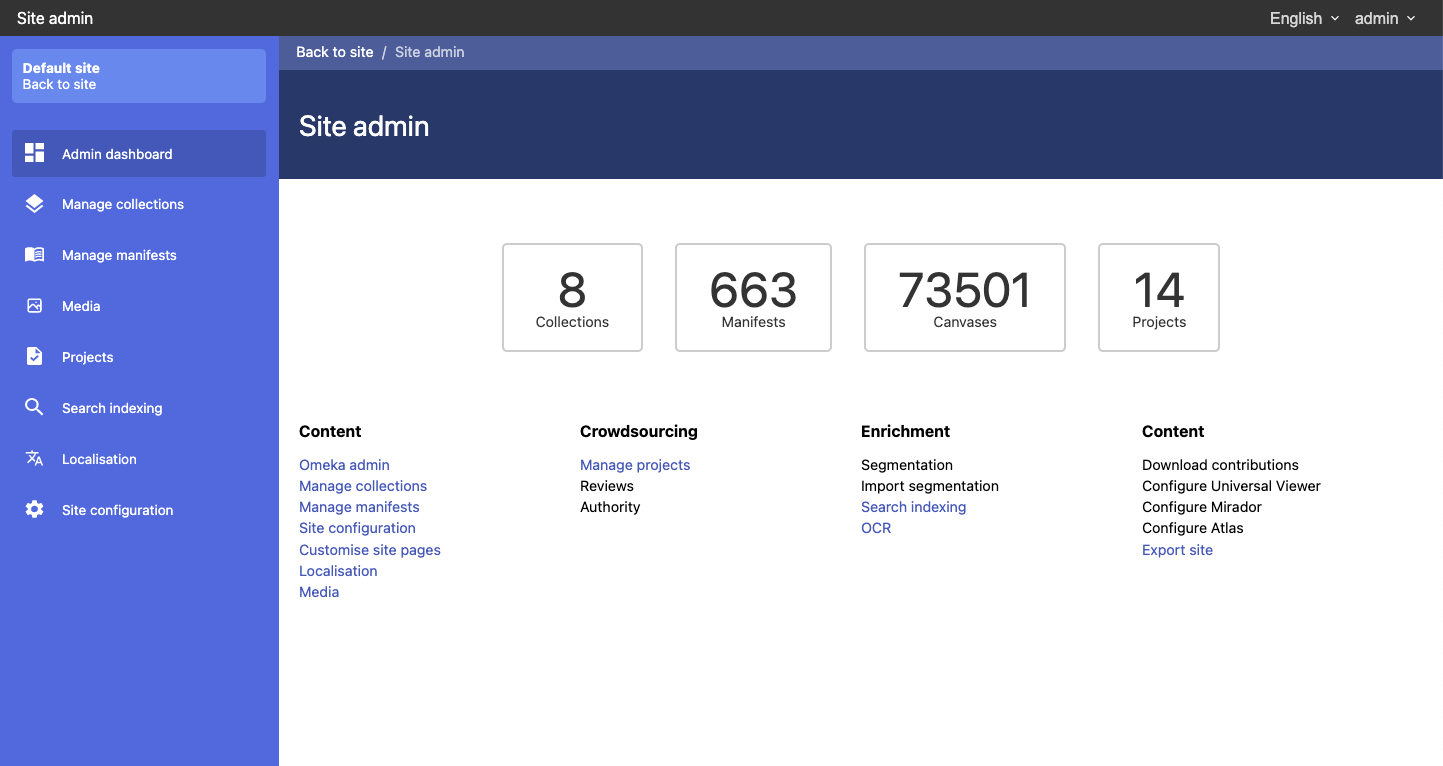 Site admin
English
admin
Default site
Back to site
Admin dashboard
Manage collections
Manage manifests
Media
Projects
Search indexing
Localisation
Site configuration
Back to site / Site admin
Site admin
8
Collections
663
Manifests
73501
Canvases
14
Projects
Content
Omeka admin
Manage collections
Manage manifests
Site configuration
Customise site pages
Localisation
Media
Crowdsourcing
Manage projects
Reviews
Authority
Enrichment
Segmentation
Import segmentation
Search indexing
OCR
Content
Download contributions
Configure Universal Viewer
Configure Mirador
Configure Atlas
Export site